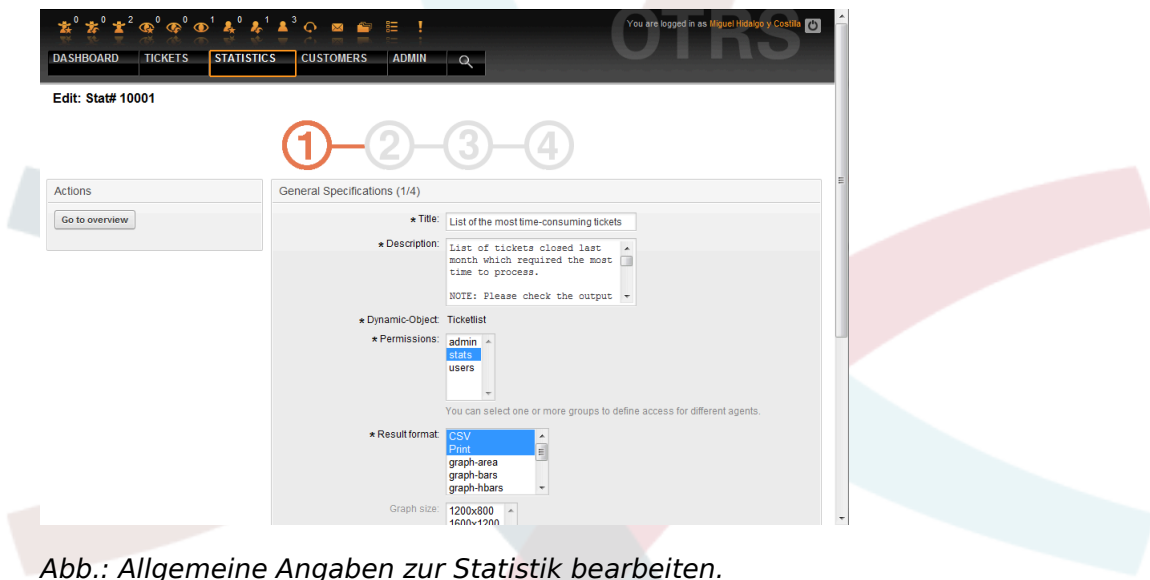 0 0 2 0 0 1 0 1 3 !
You are logged in as Miguel Hidalgo y Costilla
OTRS
DASHBOARD TICKETS STATISTICS CUSTOMERS ADMIN
Edit: Stat# 10001
1 2 3 4
Actions
Go to overview
General Specifications (1/4)
★ Title: List of the most time-consuming tickets
★ Description: List of tickets closed last
month which required the most
time to process.
NOTE: Please check the output
★ Dynamic-Object: Ticketlist
★ Permissions: admin
stats
users
You can select one or more groups to define access for different agents.
★ Result format: CSV
Print
graph-area
graph-bars
graph-hbars
Graph size: 1200x800
1600x1200
Abb.: Allgemeine Angaben zur Statistik bearbeiten.